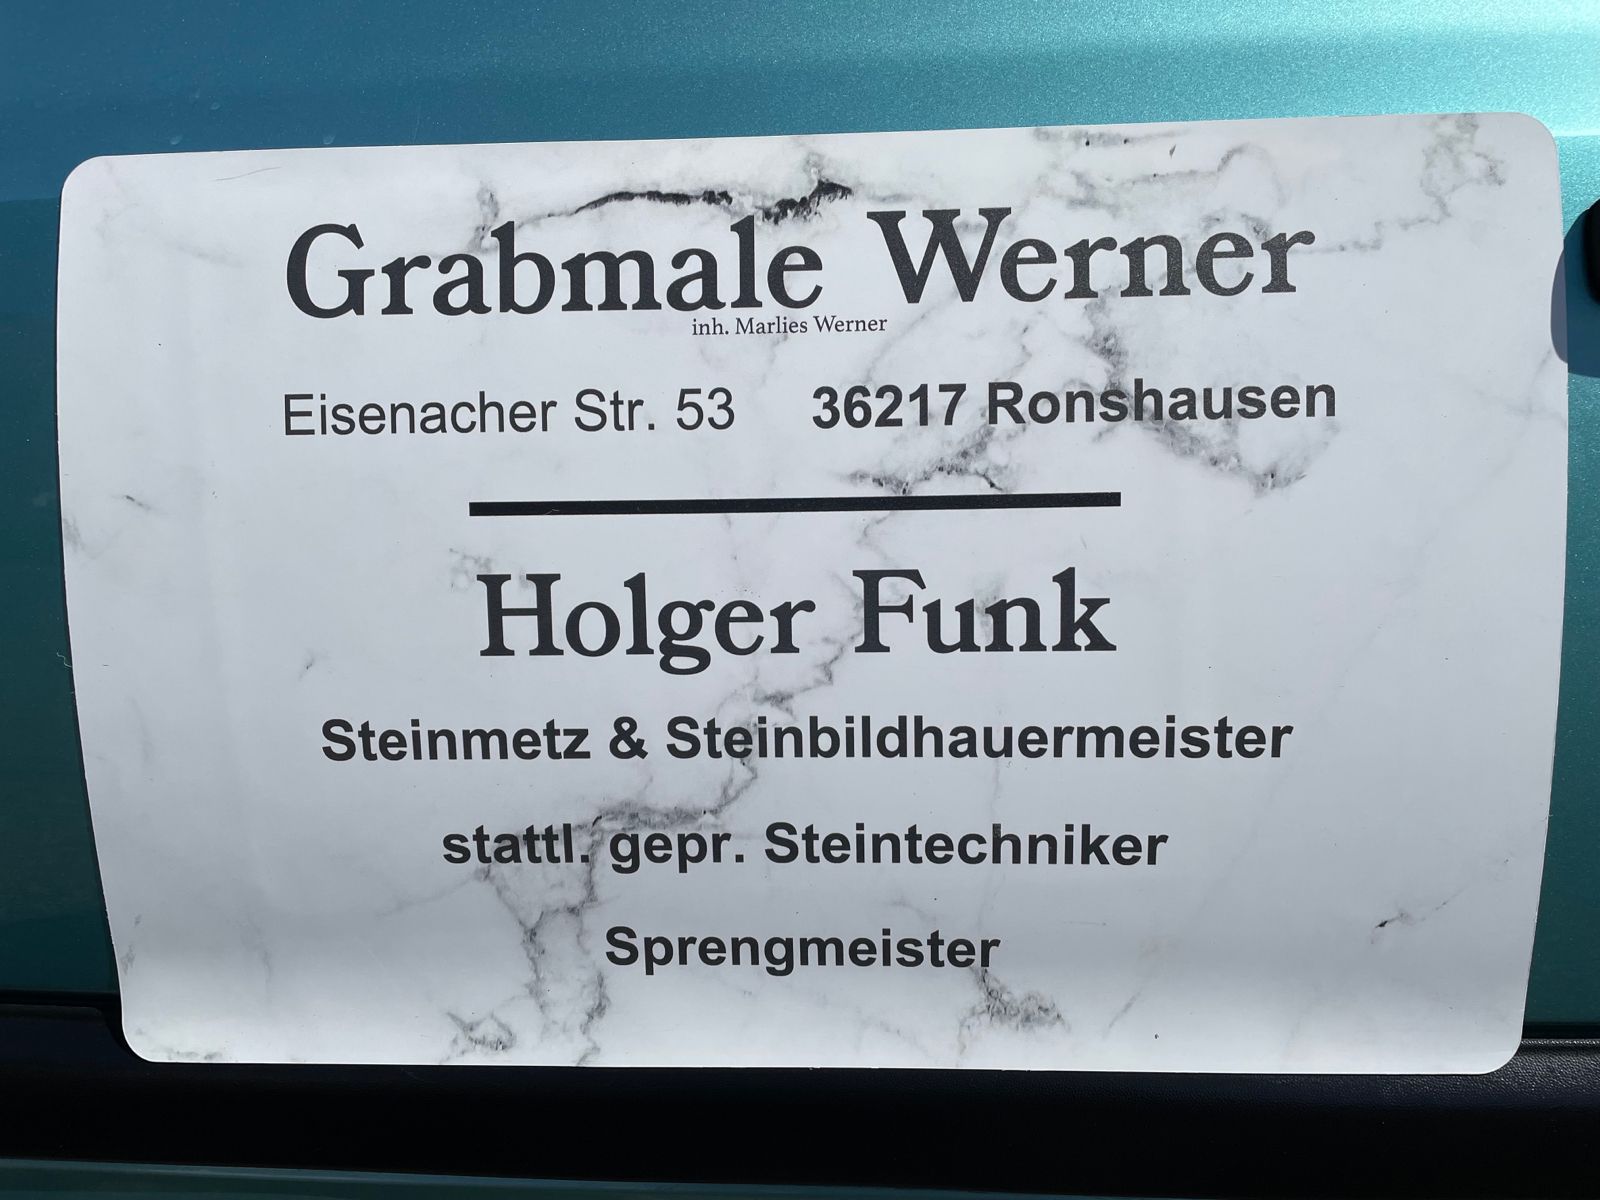 Grabmale Werner
inh. Marlies Werner
Eisenacher Str. 53 36217 Ronshausen
Holger Funk
Steinmetz & Steinbildhauermeister
stattl. gepr. Steintechniker
Sprengmeister